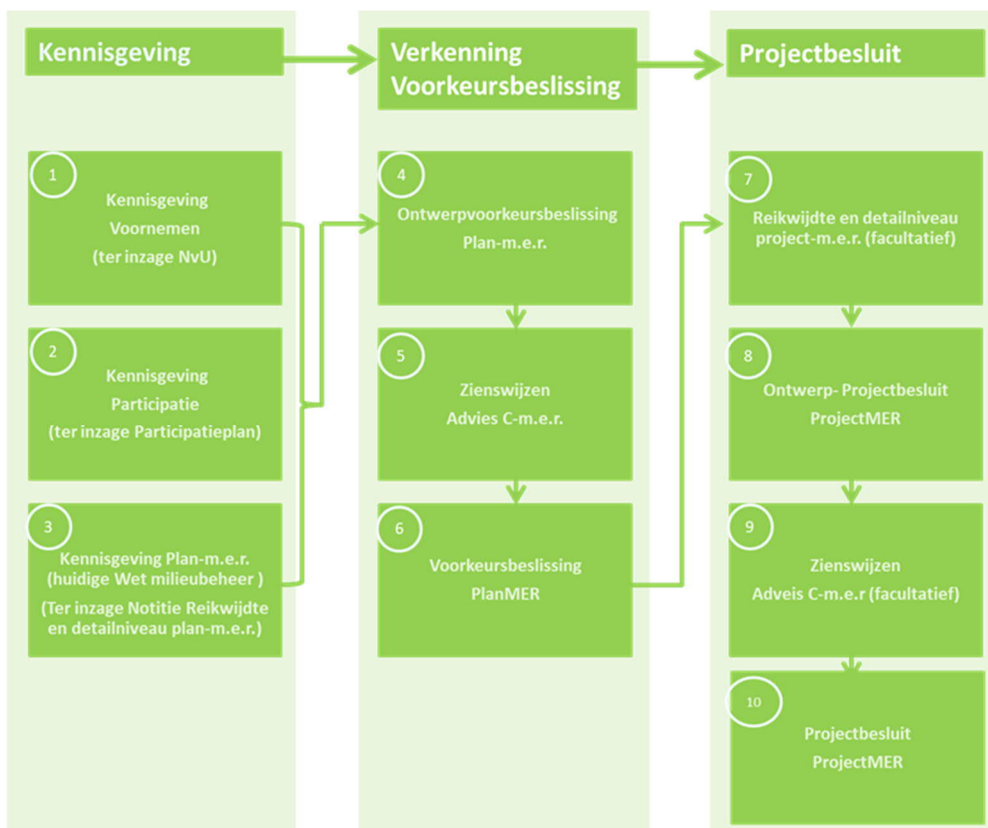 Kennisgeving
1
Kennisgeving
Voornemen
(ter inzage NvU)
2
Kennisgeving
Participatie
(ter inzage Participatieplan)
3
Kennisgeving Plan-m.e.r.
(huidige Wet milieubeheer )
(Ter inzage Notitie Reikwijdte
en detailniveau plan-m.e.r.)
Verkenning
Voorkeursbeslissing
4
Ontwerpvoorkeursbeslissing
Plan-m.e.r.
5
Zienswijzen
Advies C-m.e.r.
6
Voorkeursbeslissing
PlanMER
Projectbesluit
7
Reikwijdte en detailniveau
project-m.e.r. (facultatief)
8
Ontwerp- Projectbesluit
ProjectMER
9
Zienswijzen
Adveis C-m.e.r (facultatief)
10
Projectbesluit
ProjectMER